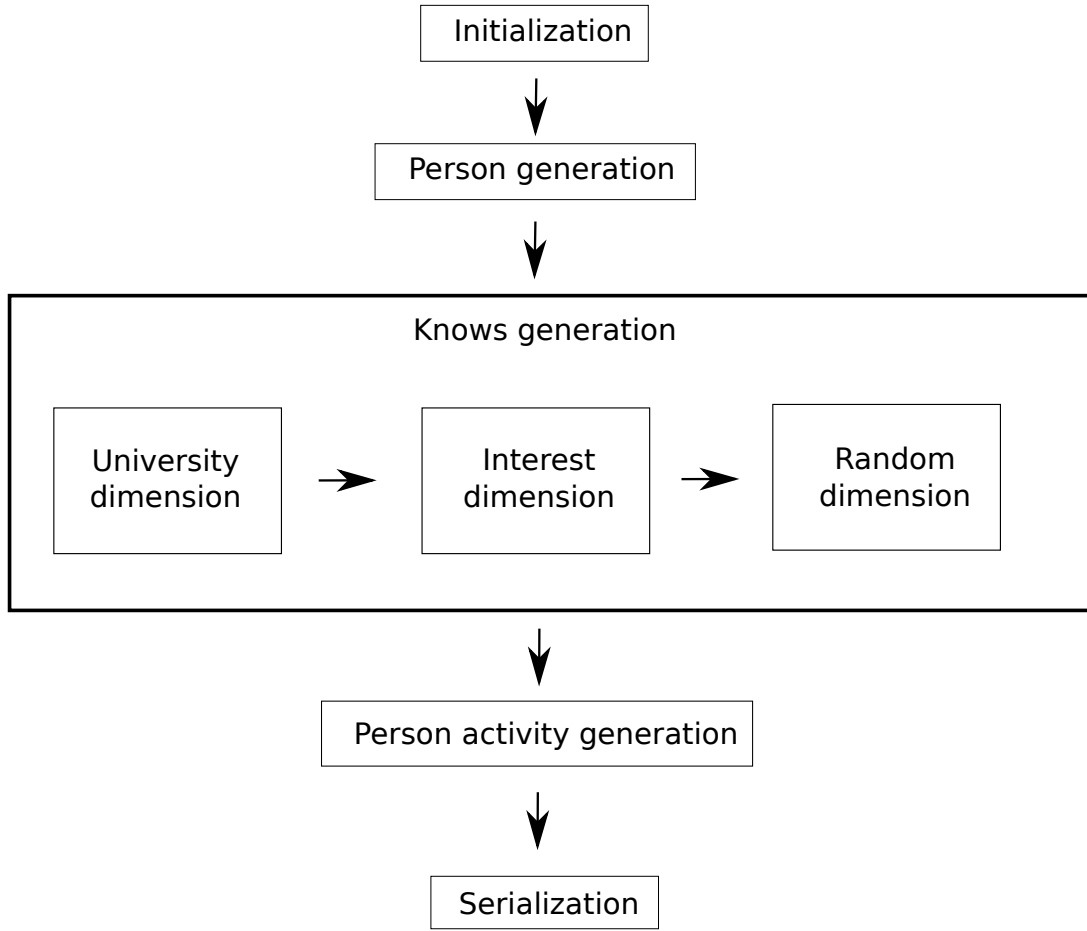 Initialization
Person generation
Knows generation
University
dimension
Interest
dimension
Random
dimension
Person activity generation
Serialization